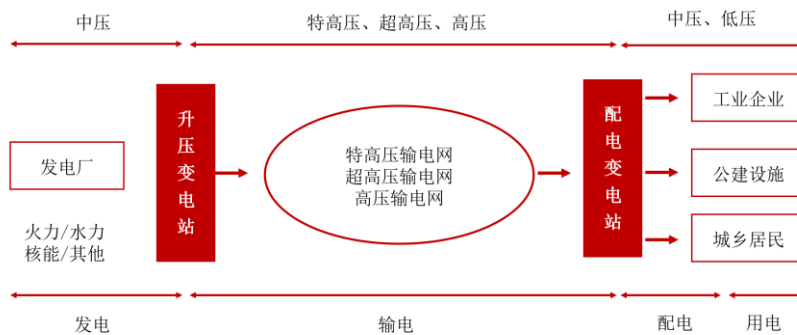 中压
特高压、超高压、高压
中压、低压
发电厂
火力/水力
核能/其他
升压变电站
特高压输电网
超高压输电网
高压输电网
配电变电站
工业企业
公建设施
城乡居民
发电
输电
配电
用电